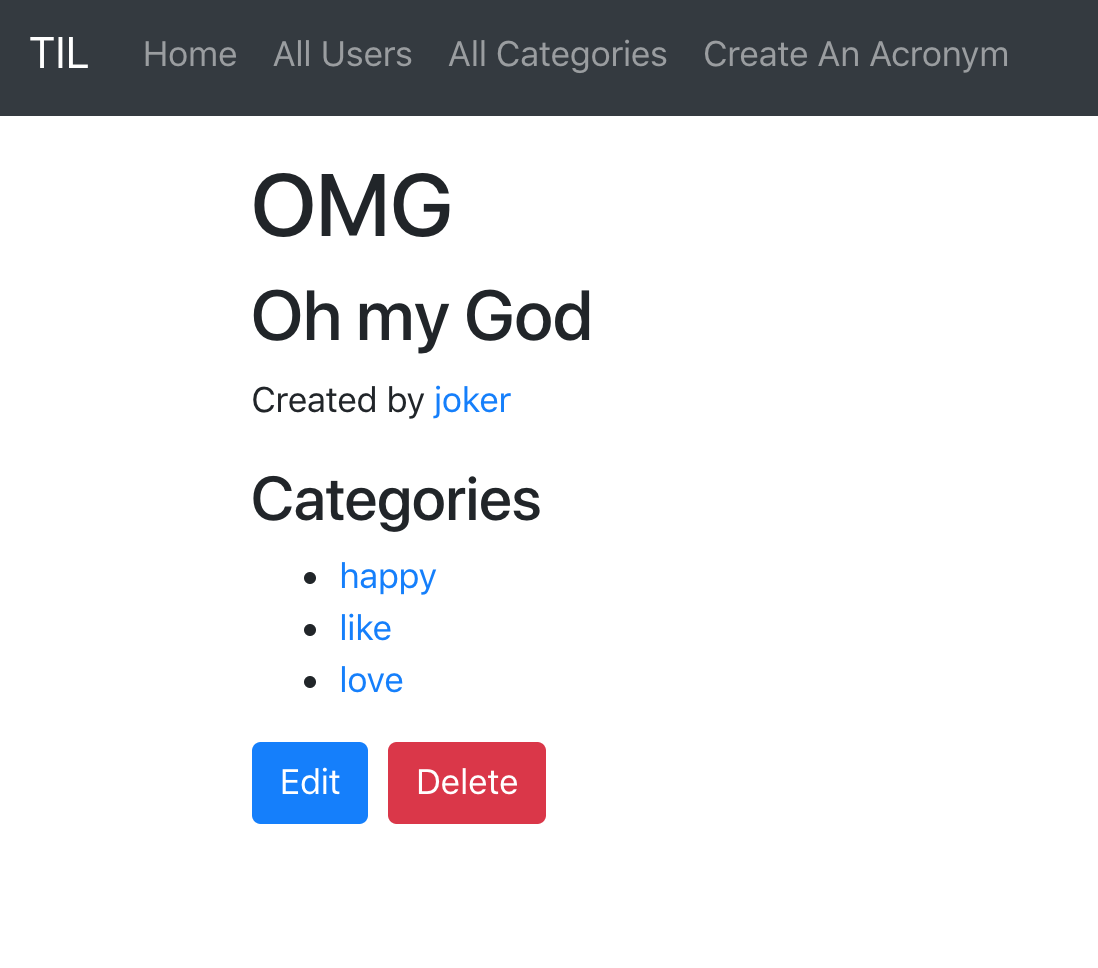 TIL Home All Users All Categories Create An Acronym
OMG
Oh my God
Created by joker
Categories
happy
like
love
Edit Delete